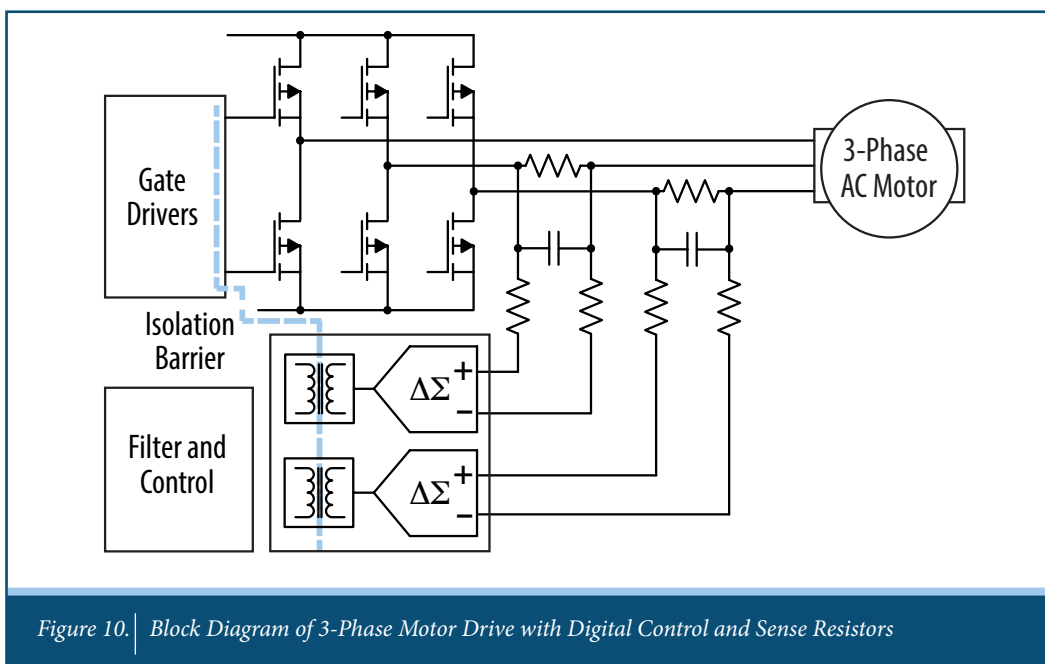 3-Phase
AC Motor
Gate
Drivers
Isolation
Barrier
ΔΣ
+
−
Filter and
Control
ΔΣ
+
−
Figure 10. Block Diagram of 3-Phase Motor Drive with Digital Control and Sense Resistors